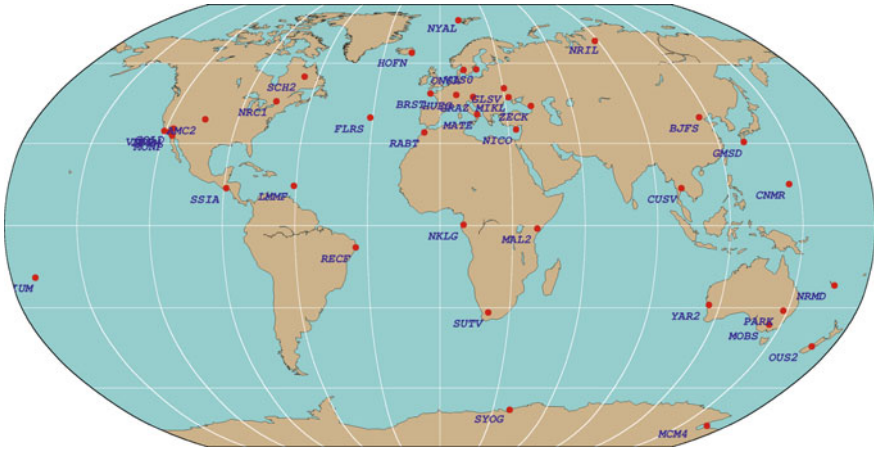 NYAL
NRIL
HOFN
SCH2
BRST
GLSV
NRC1
GRAZ
MIKL
ZECK
AMC2
FLRS
MATE
BJFS
RABT
NICO
GMSD
SSIA
LMMF
CUSV
CNMR
NKLG
MAL2
RECF
NRMD
SUTV
YAR2
PARK
MOBS
OUS2
SYOG
MCM4